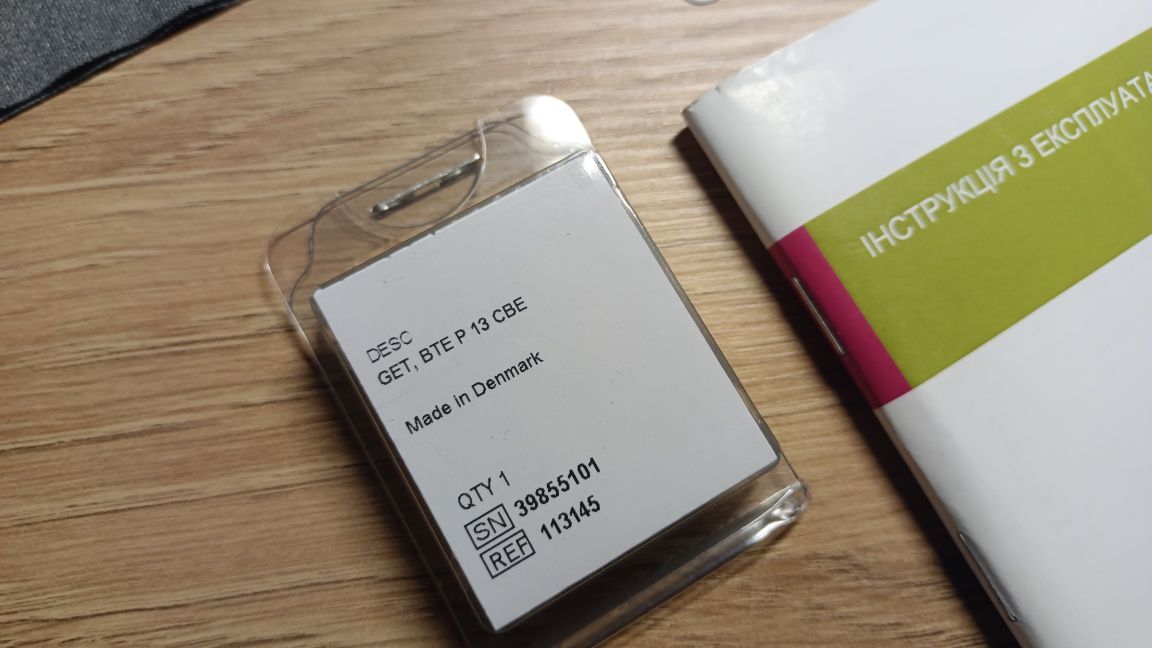 DESC
GET, BTE P 13 CBE
Made in Denmark
QTY 1
SN 39855101
REF 113145
ІНСТРУКЦІЯ З ЕКСПЛУАТА